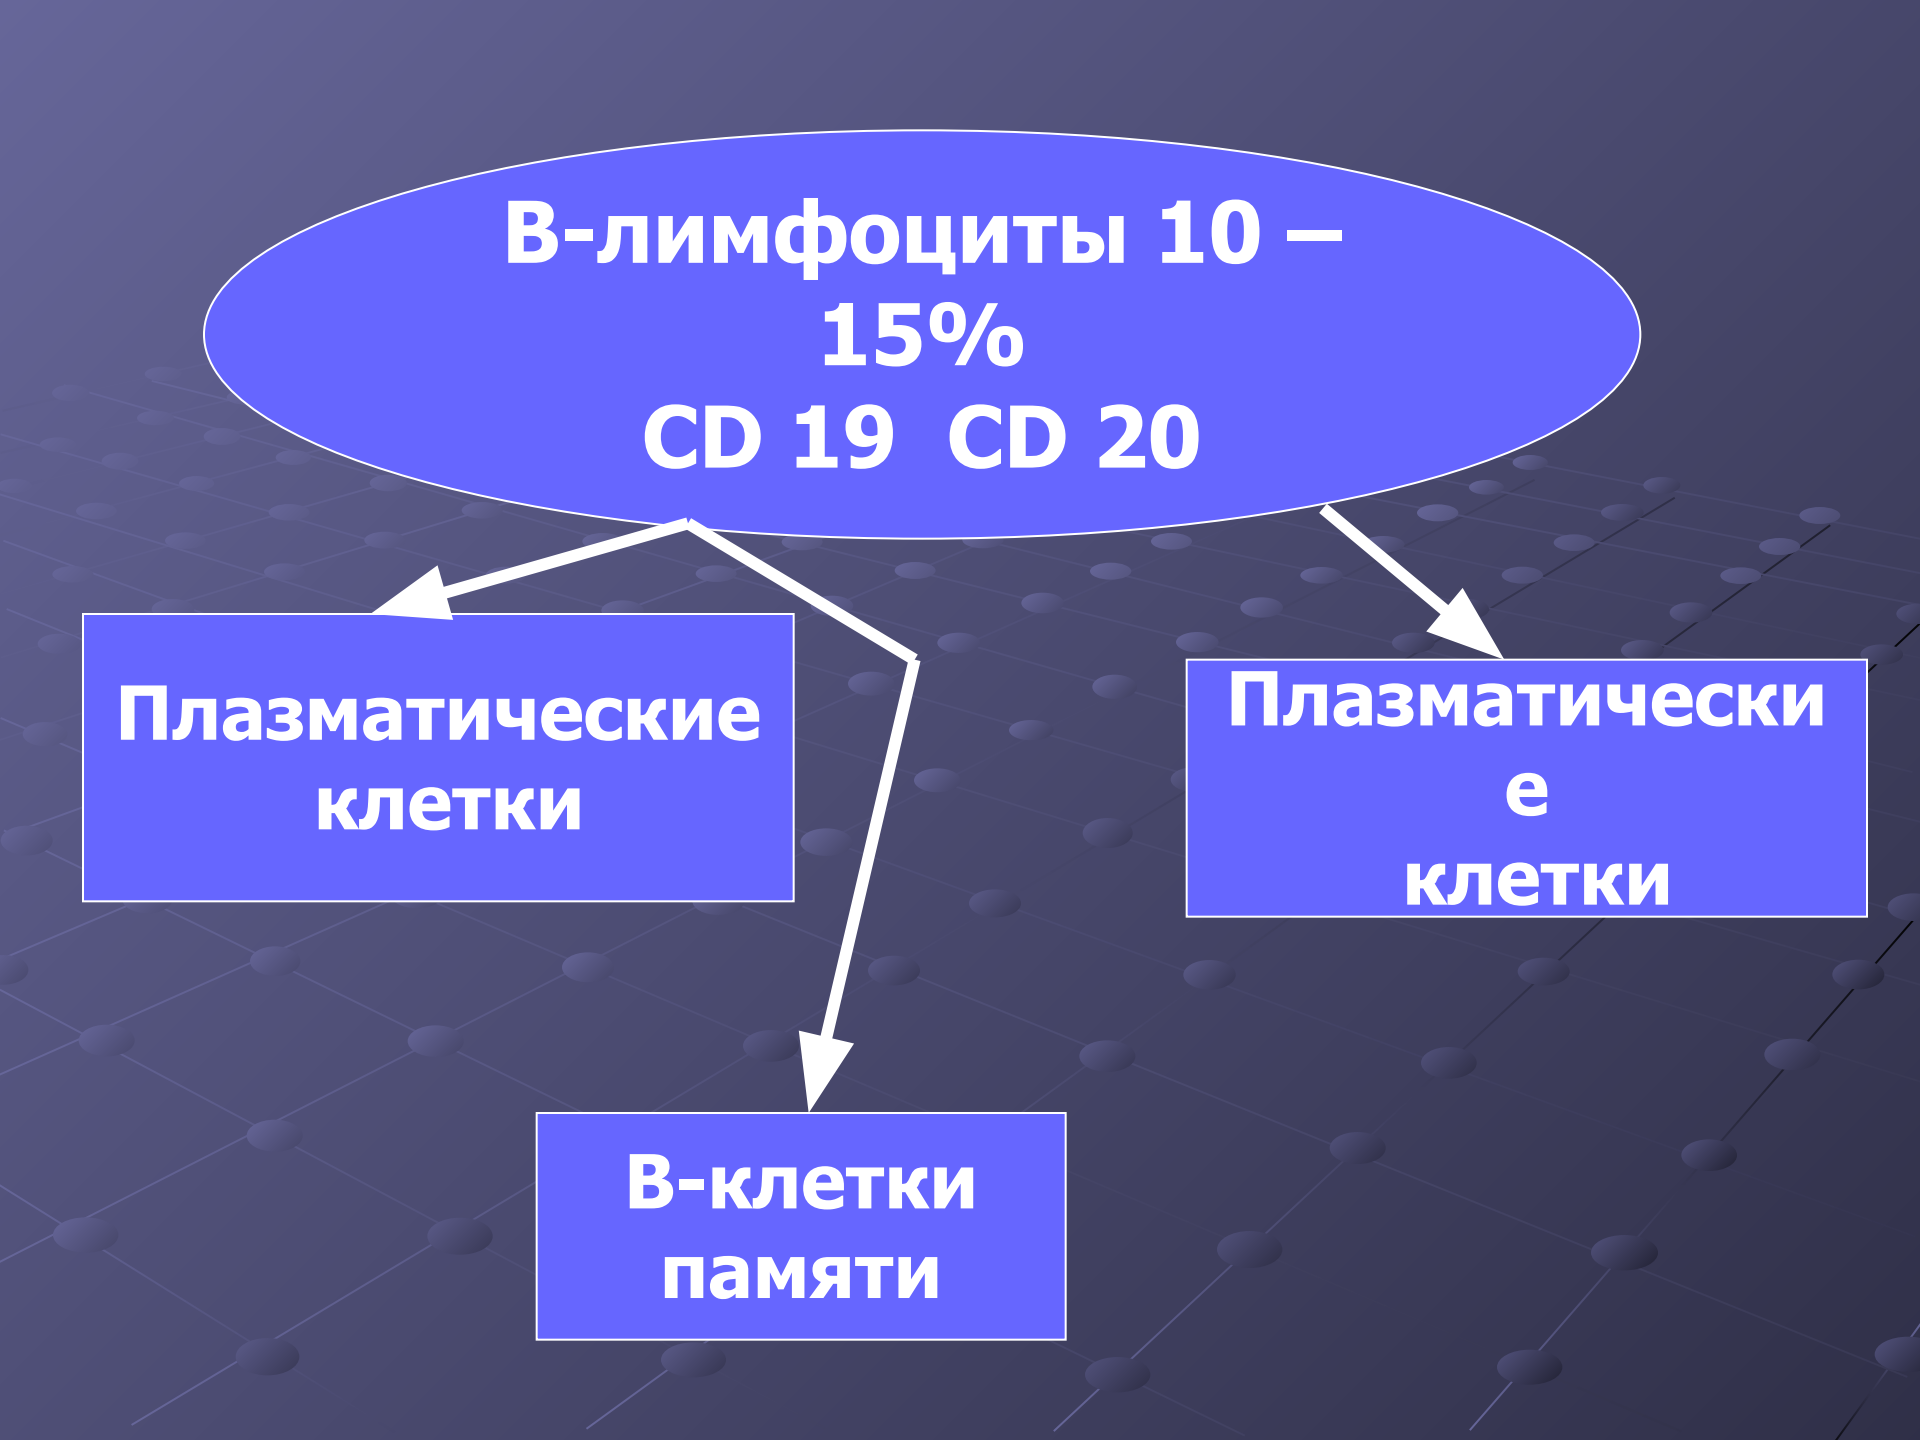 В-лимфоциты 10 –
15%
CD 19  CD 20
Плазматические
клетки
Плазматически
е
клетки
В-клетки
памяти